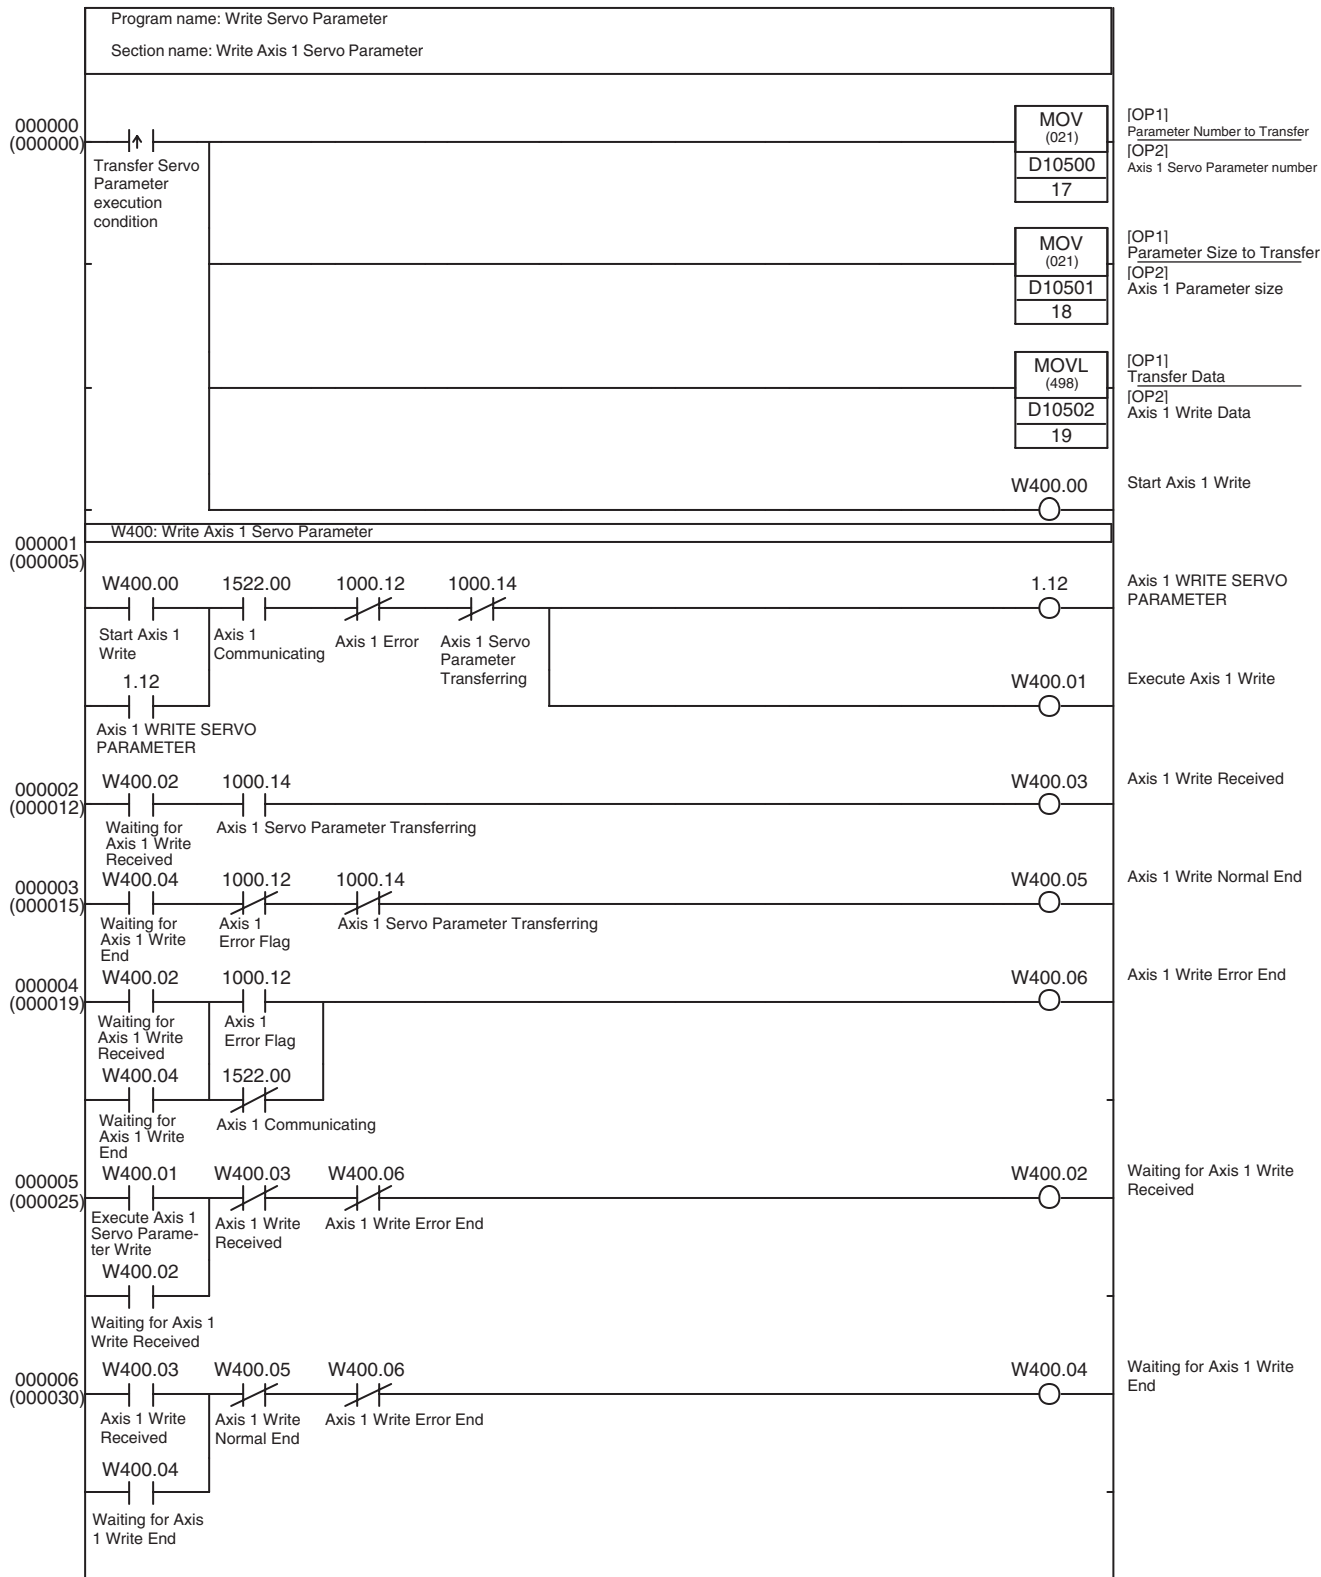 Program name: Write Servo Parameter
Section name: Write Axis 1 Servo Parameter
000000
(000000)
Transfer Servo
Parameter
execution
condition
MOV
(021)
D10500
17
[OP1]
Parameter Number to Transfer
[OP2]
Axis 1 Servo Parameter number
MOV
(021)
D10501
18
[OP1]
Parameter Size to Transfer
[OP2]
Axis 1 Parameter size
MOVL
(498)
D10502
19
[OP1]
Transfer Data
[OP2]
Axis 1 Write Data
W400.00
Start Axis 1 Write
000001
(000005)
W400: Write Axis 1 Servo Parameter
W400.00 1522.00 1000.12 1000.14 1.12
Start Axis 1
Write
Axis 1
Communicating
Axis 1 Error
Axis 1 Servo
Parameter
Transferring
Axis 1 WRITE SERVO
PARAMETER
1.12
Axis 1 WRITE SERVO
PARAMETER
W400.01
Execute Axis 1 Write
000002
(000012)
W400.02 1000.14 W400.03
Waiting for
Axis 1 Write
Received
Axis 1 Servo Parameter Transferring
Axis 1 Write Received
000003
(000015)
W400.04 1000.12 1000.14 W400.05
Waiting for
Axis 1 Write
End
Axis 1
Error Flag
Axis 1 Servo Parameter Transferring
Axis 1 Write Normal End
000004
(000019)
W400.02 1000.12 W400.06
Waiting for
Axis 1 Write
Received
Axis 1
Error Flag
Axis 1 Write Error End
W400.04 1522.00
Waiting for
Axis 1 Write
End
Axis 1 Communicating
000005
(000025)
W400.01 W400.03 W400.06 W400.02
Execute Axis 1
Servo Parame-
ter Write
Axis 1 Write
Received
Axis 1 Write Error End
Waiting for Axis 1 Write
Received
W400.02
Waiting for Axis 1
Write Received
000006
(000030)
W400.03 W400.05 W400.06 W400.04
Axis 1 Write
Received
Axis 1 Write
Normal End
Axis 1 Write Error End
Waiting for Axis 1 Write
End
W400.04
Waiting for Axis
1 Write End